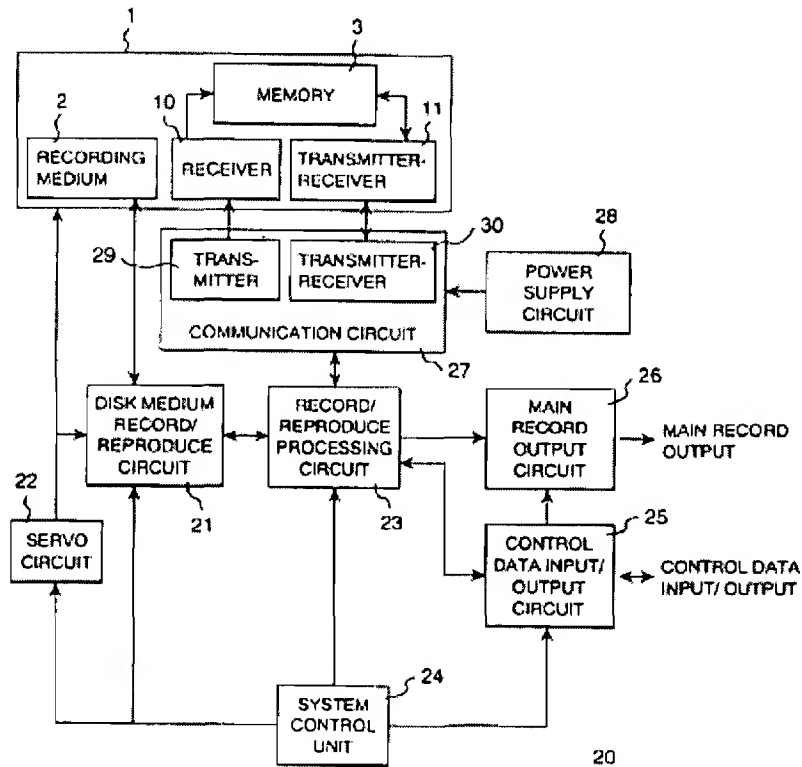 1
3
MEMORY
2
10
11
RECORDING
MEDIUM
RECEIVER
TRANSMITTER-
RECEIVER
29
TRANS-
MITTER
TRANSMITTER-
RECEIVER
30
28
POWER
SUPPLY
CIRCUIT
COMMUNICATION CIRCUIT
27
DISK MEDIUM
RECORD/
REPRODUCE
CIRCUIT
21
RECORD/
REPRODUCE
PROCESSING
CIRCUIT
23
26
MAIN
RECORD
OUTPUT
CIRCUIT
MAIN RECORD
OUTPUT
22
SERVO
CIRCUIT
25
CONTROL
DATA INPUT/
OUTPUT
CIRCUIT
CONTROL DATA
INPUT/ OUTPUT
24
SYSTEM
CONTROL
UNIT
20